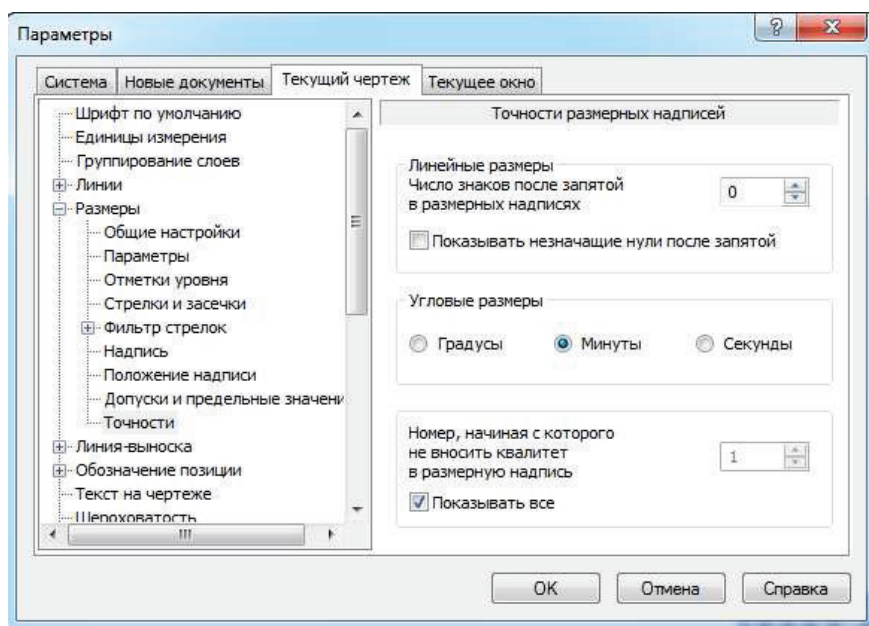 Параметры
Система Новые документы Текущий чертеж Текущее окно
Шрифт по умолчанию
Единицы измерения
Группирование слоев
Линии
Размеры
Общие настройки
Параметры
Отметки уровня
Стрелки и засечки
Фильтр стрелок
Надпись
Положение надписи
Допуски и предельные значени
Точности
Линия-выноска
Обозначение позиции
Текст на чертеже
Шероховатость
Точности размерных надписей
Линейные размеры
Число знаков после запятой
в размерных надписях
0
Показывать незначащие нули после запятой
Угловые размеры
Градусы Минуты Секунды
Номер, начиная с которого
не вносить квалитет
в размерную надпись
1
Показывать все
OK Отмена Справка